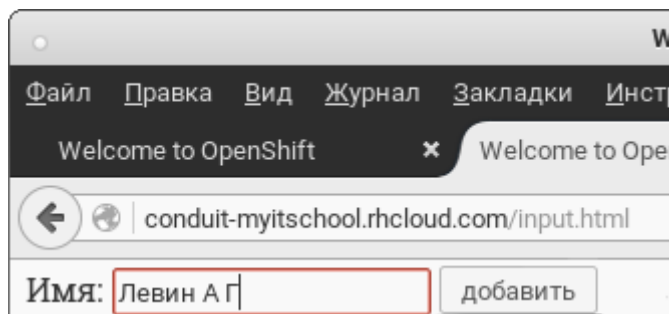 W
Файл Правка Вид Журнал Закладки Инстр
Welcome to OpenShift × Welcome to Ope
conduit-myitschool.rhcloud.com/input.html
Имя: Левин А Г добавить